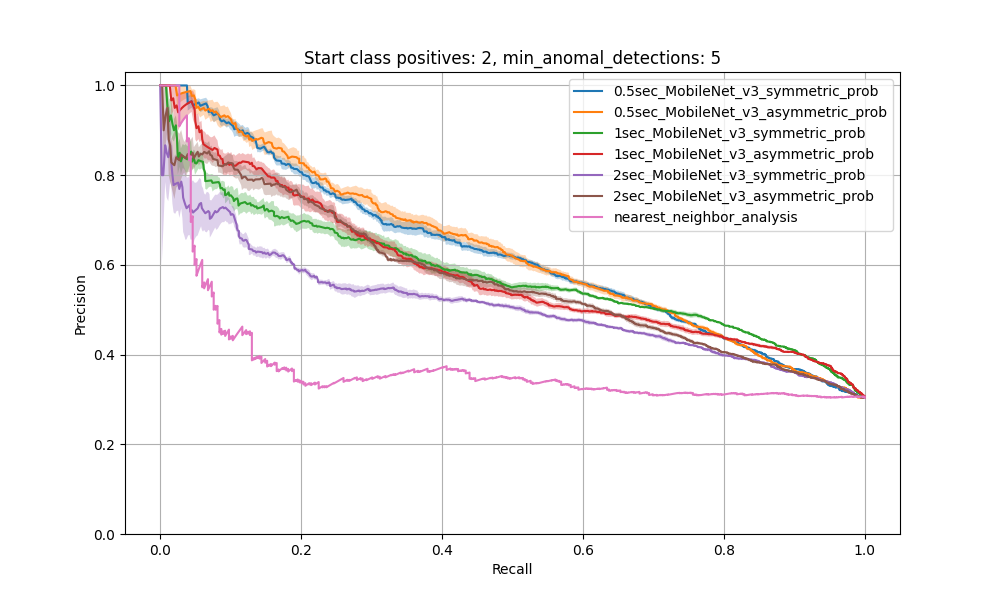 Start class positives: 2, min_anomal_detections: 5
1.0
0.8
0.6
0.4
0.2
0.0
Precision
0.5sec_MobileNet_v3_symmetric_prob
0.5sec_MobileNet_v3_asymmetric_prob
1sec_MobileNet_v3_symmetric_prob
1sec_MobileNet_v3_asymmetric_prob
2sec_MobileNet_v3_symmetric_prob
2sec_MobileNet_v3_asymmetric_prob
nearest_neighbor_analysis
0.0 0.2 0.4 0.6 0.8 1.0
Recall